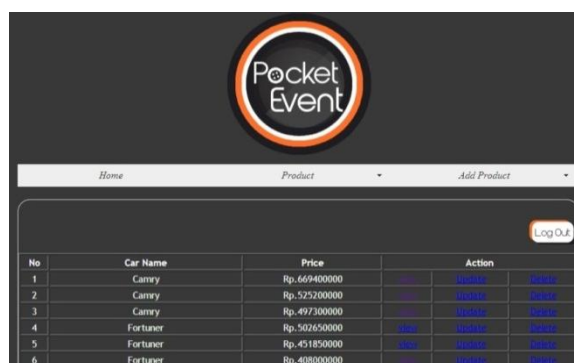 Pocket
Event
Home Product Add Product
Log Out
No Car Name Price Action
1 Camry Rp.669400000 Update Delete
2 Camry Rp.525200000 Update Delete
3 Camry Rp.497300000 Update Delete
4 Fortuner Rp.502650000 view Update Delete
5 Fortuner Rp.451850000 view Update Delete
6 Fortuner Rp.408000000 Update Delete